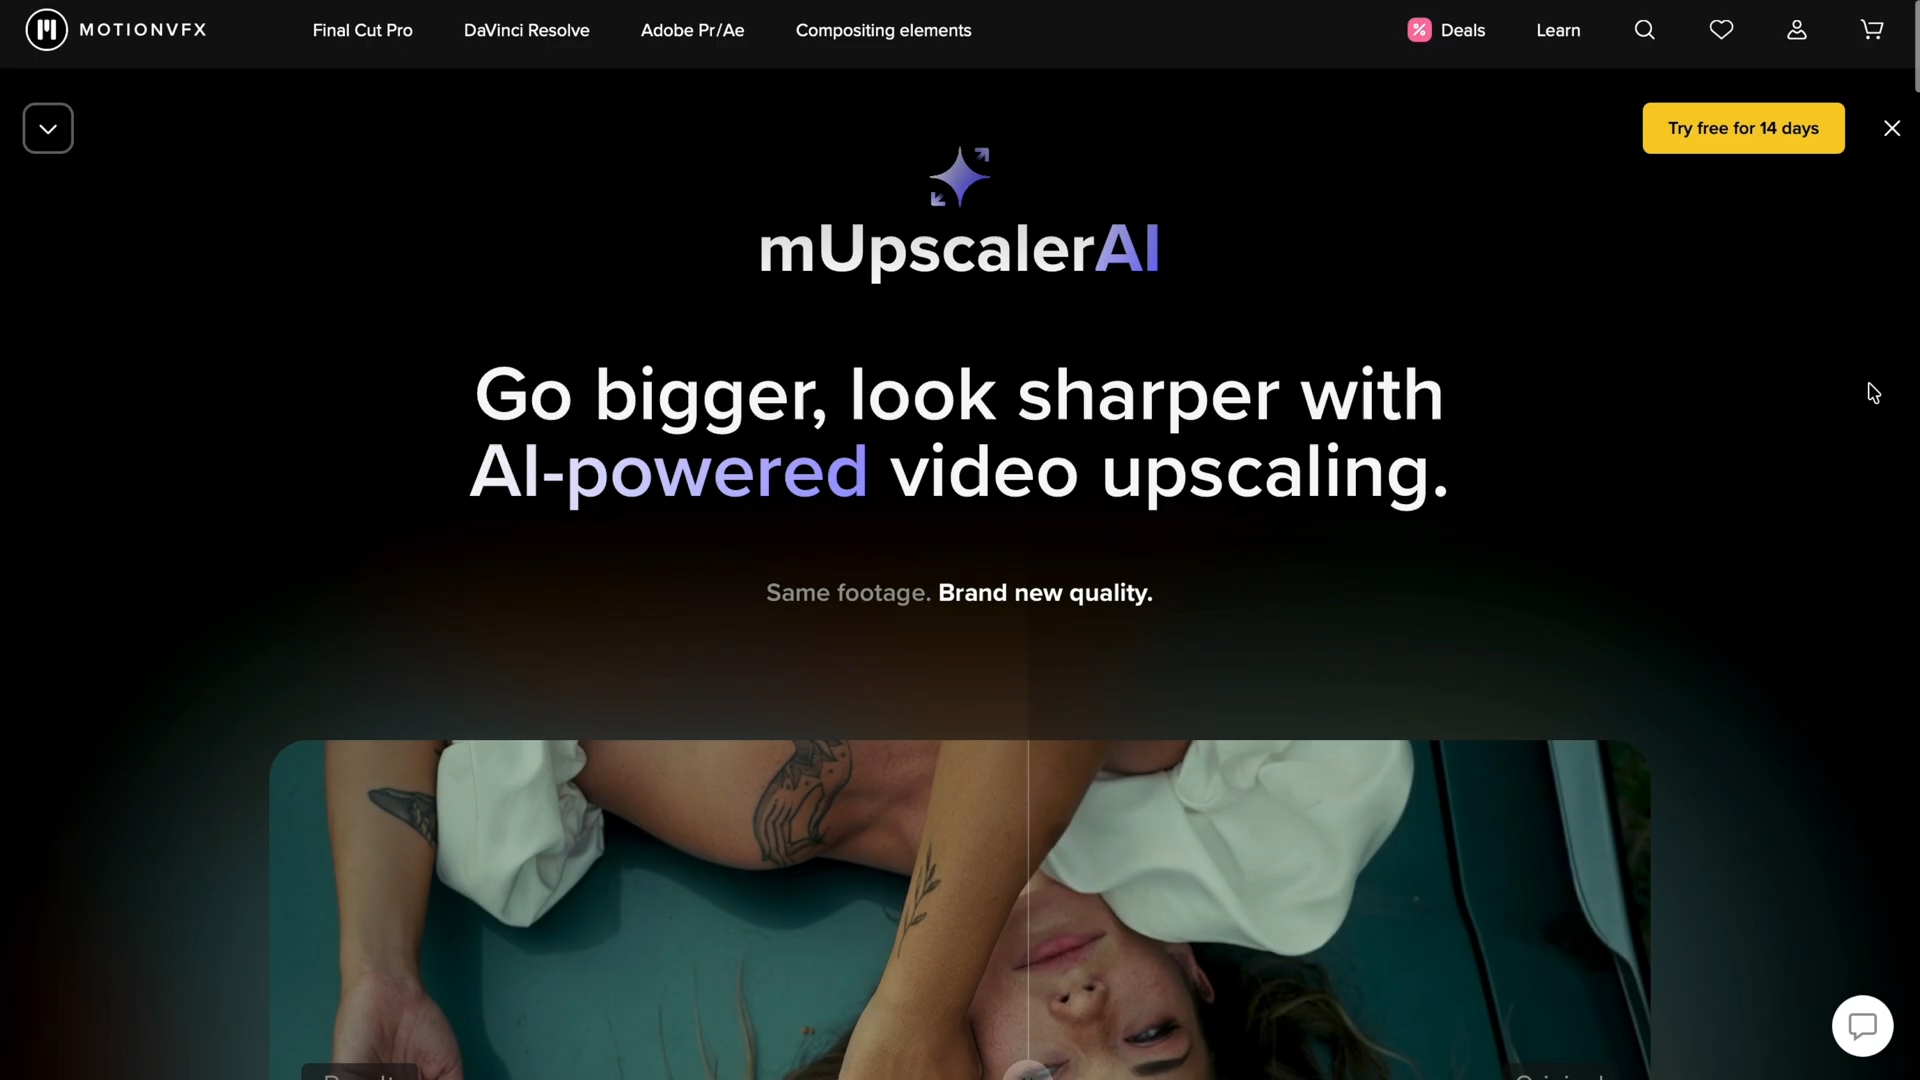 MOTIONVFX
Final Cut Pro
DaVinci Resolve
Adobe Pr/Ae
Compositing elements
% Deals
Learn
Try free for 14 days
mUpscalerAI
Go bigger, look sharper with
AI-powered video upscaling.
Same footage. Brand new quality.